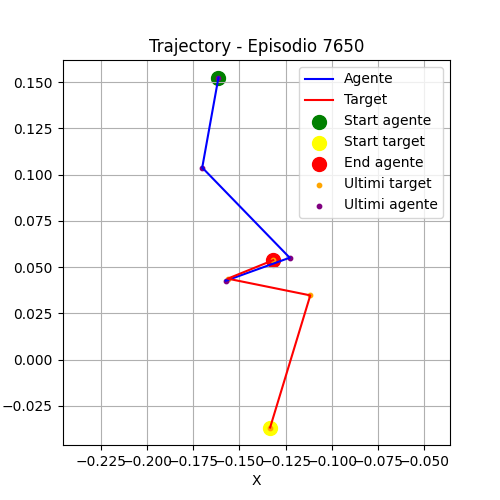 Trajectory - Episodio 7650
Agente
Target
Start agente
Start target
End agente
Ultimi target
Ultimi agente
0.150
0.125
0.100
0.075
0.050
0.025
0.000
−0.025
−0.225 −0.200 −0.175 −0.150 −0.125 −0.100 −0.075 −0.050
X